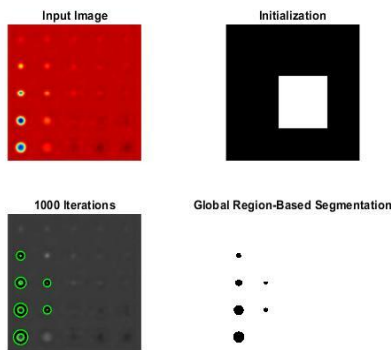 Input Image
Initialization
1000 Iterations
Global Region-Based Segmentation